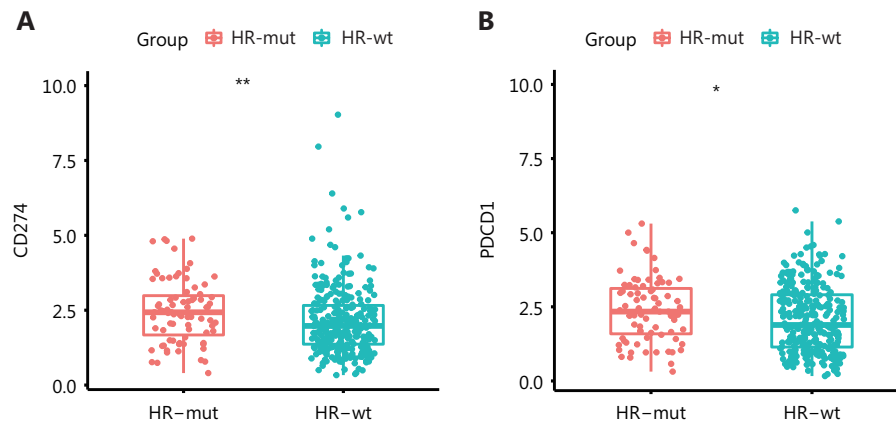 A
Group HR-mut HR-wt
**
CD274
10.0
7.5
5.0
2.5
0.0
HR−mut HR−wt
B
Group HR-mut HR-wt
*
PDCD1
10.0
7.5
5.0
2.5
0.0
HR−mut HR−wt